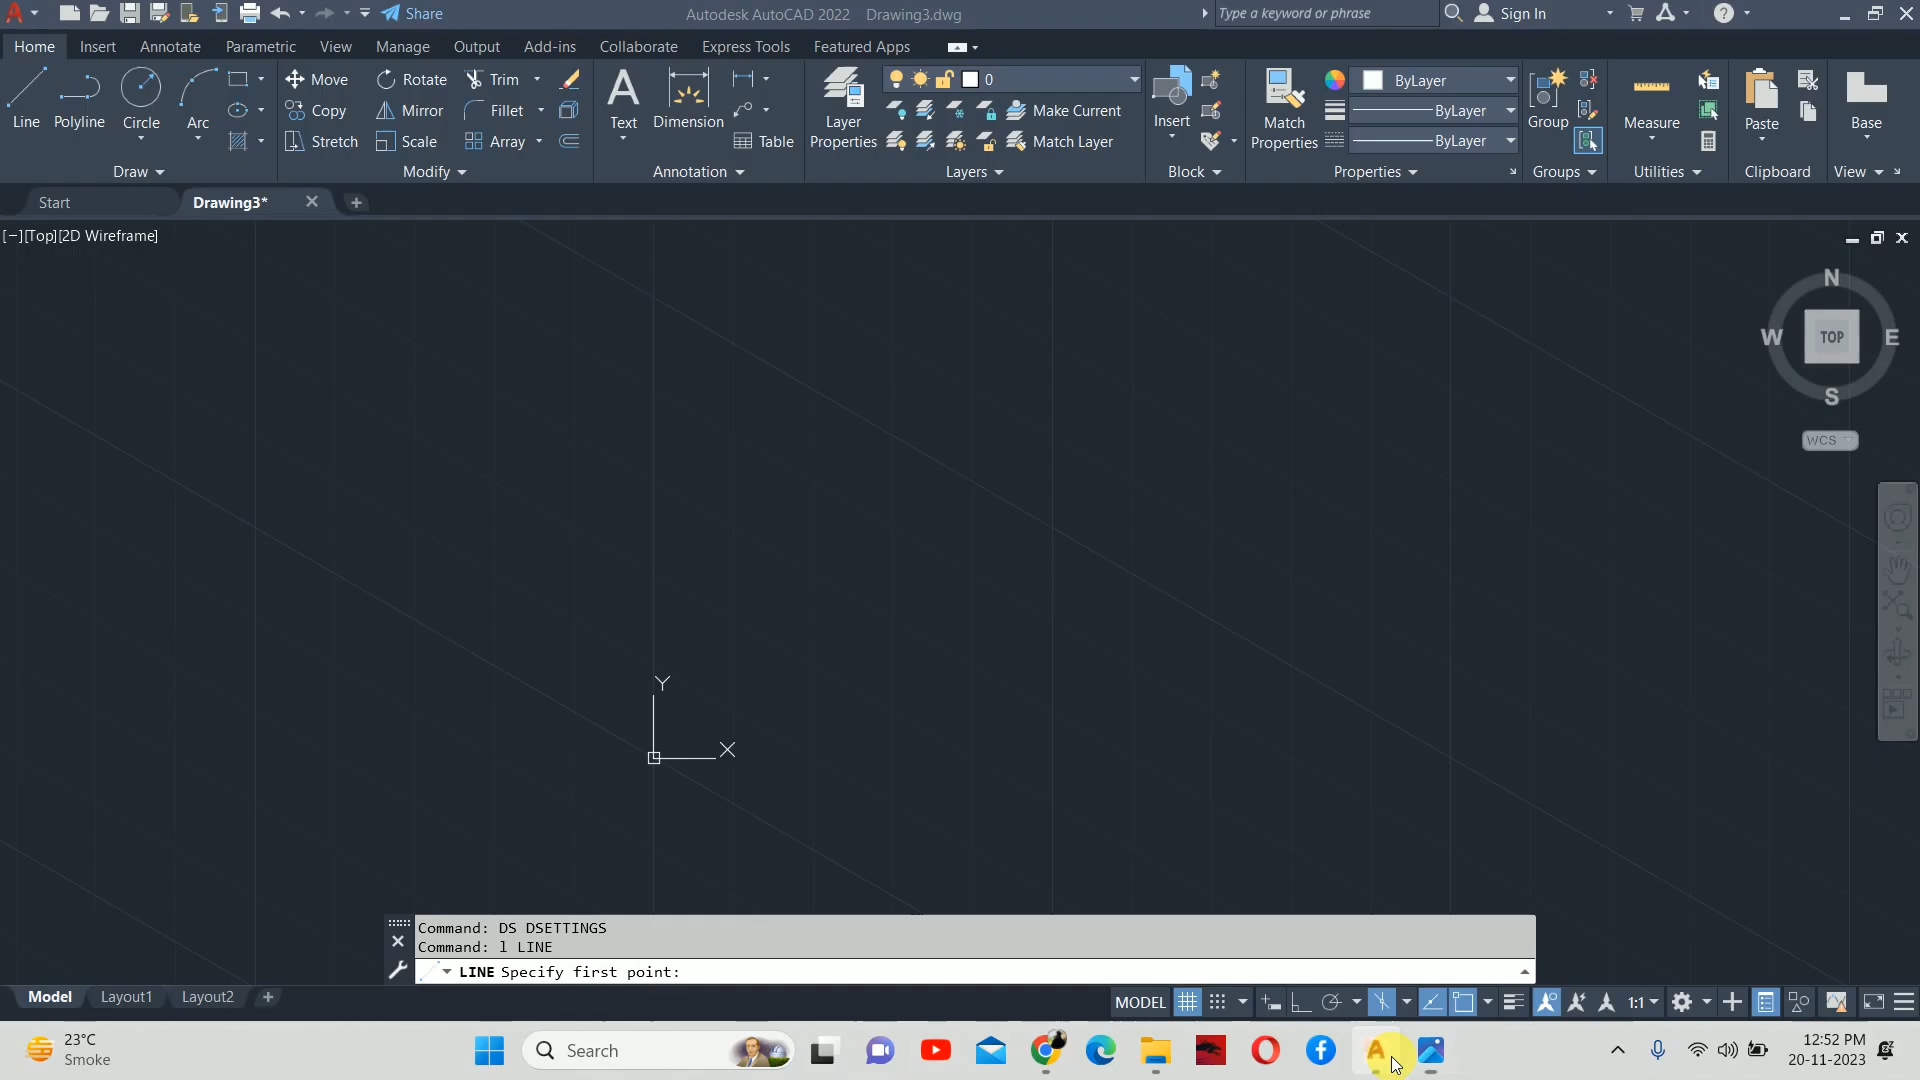 Share
Autodesk AutoCAD 2022 Drawing3.dwg
Type a keyword or phrase
Sign In
Home Insert Annotate Parametric View Manage Output Add-ins Collaborate Express Tools Featured Apps
Line
Polyline
Circle
Arc
Move
Rotate
Trim
Copy
Mirror
Fillet
Stretch
Scale
Array
Text
Dimension
Table
Layer
Properties
0
Make Current
Match Layer
Insert
Match
Properties
ByLayer
ByLayer
ByLayer
Group
Measure
Paste
Base
Draw
Modify
Annotation
Layers
Block
Properties
Groups
Utilities
Clipboard
View
Start
Drawing3*
[−][Top][2D Wireframe]
N
W TOP E
S
WCS
Y
X
Command: DS DSETTINGS
Command: l LINE
LINE Specify first point:
Model Layout1 Layout2
MODEL
1:1
23°C
Smoke
Search
12:52 PM
20-11-2023